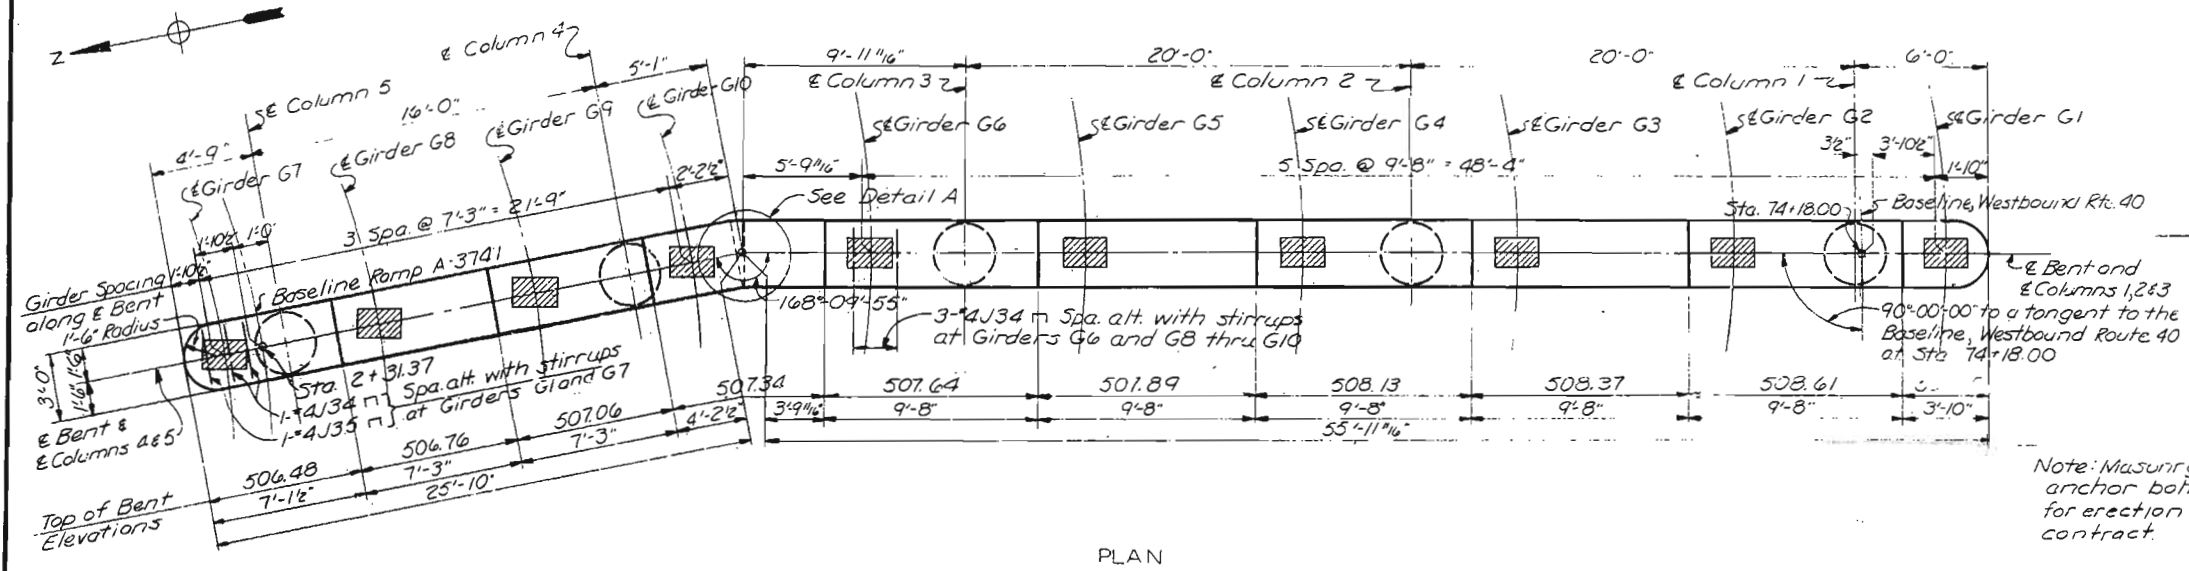 N
℄ Column 5
℄ Column 4
16'-0"
5'-1"
4'-9"
℄ Girder G7
℄ Girder G8
℄ Girder G9
℄ Girder G10
9'-11 11/16"
20'-0"
20'-0"
6'-0"
℄ Column 3
℄ Column 2
℄ Column 1
℄ Girder G6
℄ Girder G5
℄ Girder G4
℄ Girder G3
℄ Girder G2
℄ Girder G1
3½"
3'-10½"
5'-9 11/16"
5 Spa. @ 9'-8" = 48'-4"
1'-10"
2'-2½"
3 Spa. @ 7'-3" = 21'-9"
1'-10½"
1'-0"
See Detail A
Sta. 74+18.00
Baseline, Westbound Rte. 40
Girder Spacing
along ℄ Bent
1'-10½"
Baseline Ramp A-3741
1'-6" Radius
3'-0"
1'-6"
1'-6"
168°-09'-55"
3-#4J34 ⊓ Spa. alt. with stirrups
at Girders G6 and G8 thru G10
℄ Bent and
℄ Columns 1,2&3
90°-00'-00" to a tangent to the
Baseline, Westbound Route 40
at Sta 74+18.00
Sta. 2+31.37
1-#4J34 ⊓ } Spa. alt. with stirrups
1-#4J35 ⊓ } at Girders G1 and G7
℄ Bent &
℄ Columns 4&5
506.48
506.76
507.06
507.34
507.64
507.89
508.13
508.37
508.61
7'-1½"
7'-3"
7'-3"
4'-2½"
3'-9 11/16"
9'-8"
9'-8"
9'-8"
9'-8"
9'-8"
3'-10"
25'-10"
55'-11 11/16"
Top of Bent
Elevations
Note: Masonry
anchor
for erection
contract.
PLAN